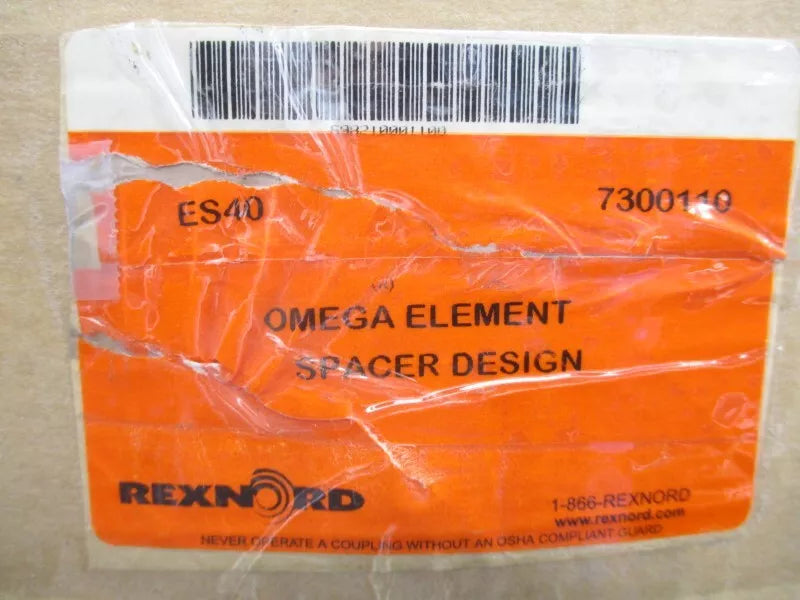 ES40 7300110
(R)
OMEGA ELEMENT
SPACER DESIGN
REXNORD
1-866-REXNORD
www.rexnord.com
NEVER OPERATE A COUPLING WITHOUT AN OSHA COMPLIANT GUARD